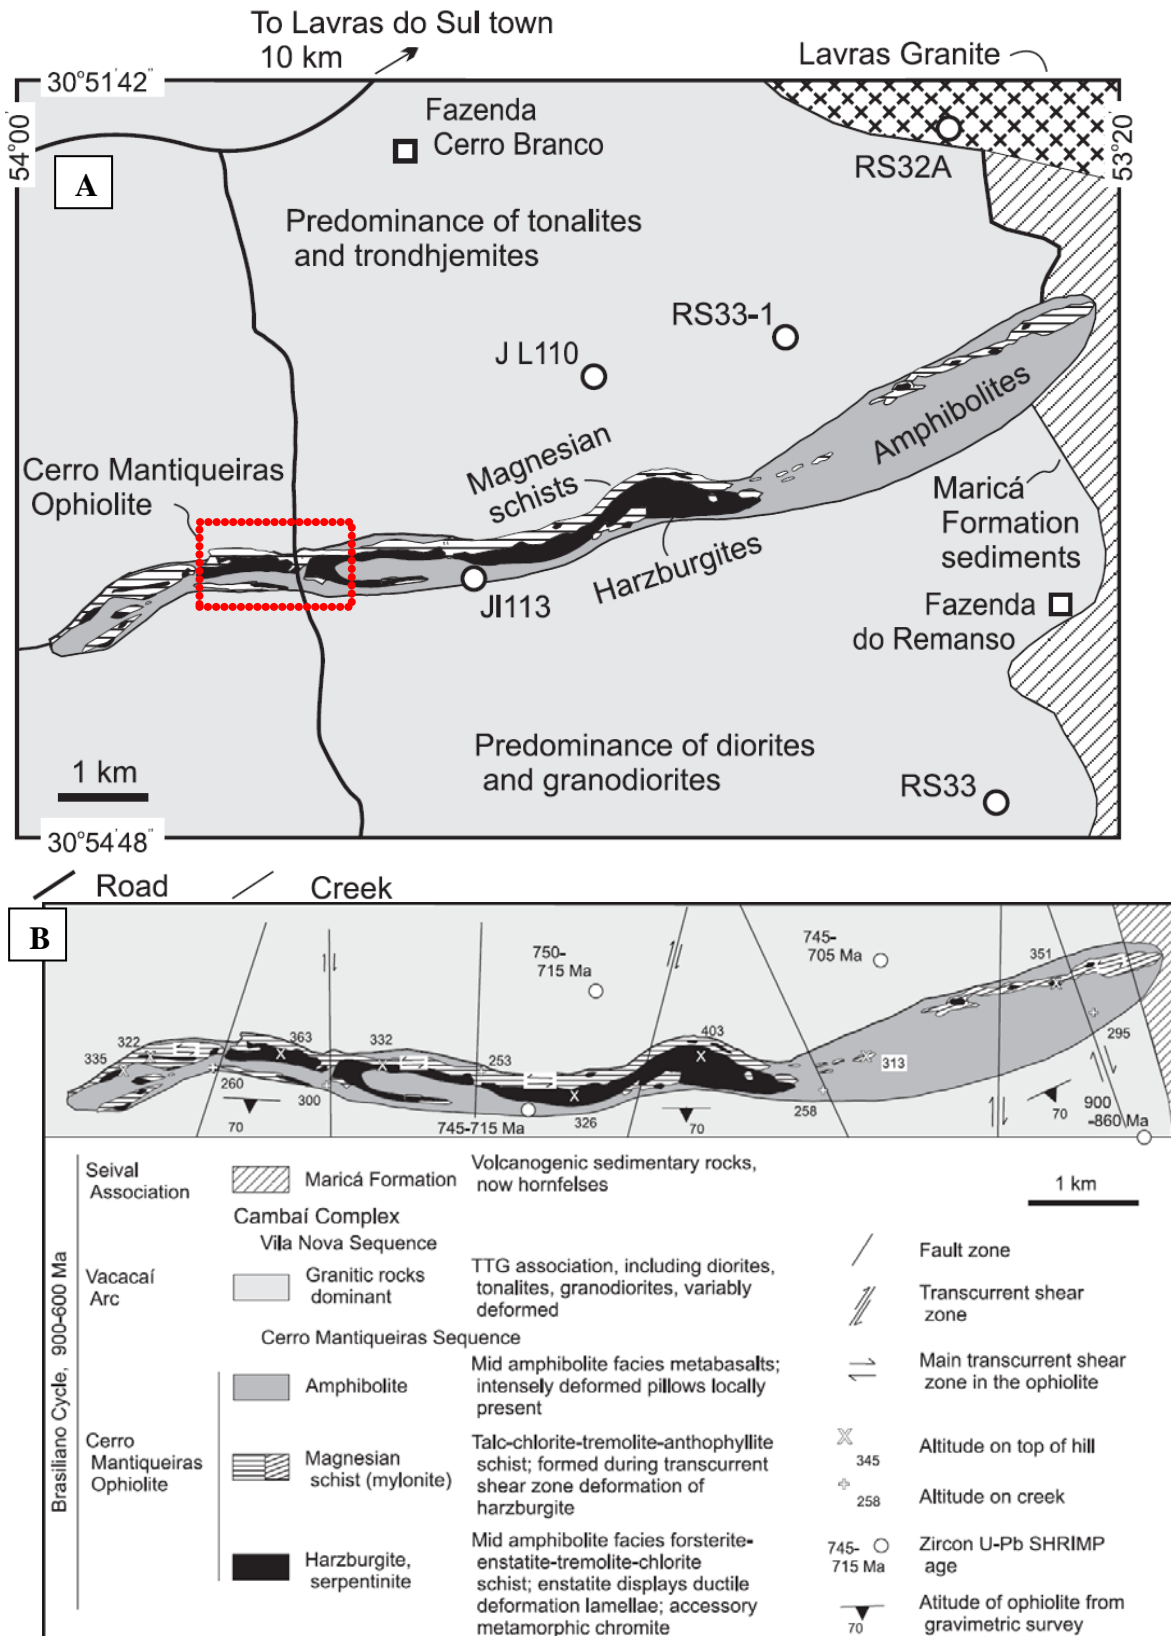 To Lavras do Sul town
10 km
Lavras Granite
30°51'42"
54°00'
53°20'
A
Fazenda
Cerro Branco
RS32A
Predominance of tonalites
and trondhjemites
RS33-1
J L110
Amphibolites
Magnesian
schists
Cerro Mantiqueiras
Ophiolite
Harzburgites
JI113
Maricá
Formation
sediments
Fazenda
do Remanso
Predominance of diorites
and granodiorites
RS33
1 km
30°54'48"
Road
Creek
B
750-
715 Ma
745-
705 Ma
351
295
335
322
363
332
253
403
313
260
300
70
745-715 Ma
326
70
258
70
900
-860 Ma
Brasiliano Cycle, 900-600 Ma
Seival
Association
Maricá Formation
Volcanogenic sedimentary rocks,
now hornfelses
1 km
Cambaí Complex
Vila Nova Sequence
Vacacaí
Arc
Granitic rocks
dominant
TTG association, including diorites,
tonalites, granodiorites, variably
deformed
Cerro Mantiqueiras Sequence
Cerro
Mantiqueiras
Ophiolite
Amphibolite
Mid amphibolite facies metabasalts;
intensely deformed pillows locally
present
Magnesian
schist (mylonite)
Talc-chlorite-tremolite-anthophyllite
schist; formed during transcurrent
shear zone deformation of
harzburgite
Harzburgite,
serpentinite
Mid amphibolite facies forsterite-
enstatite-tremolite-chlorite
schist; enstatite displays ductile
deformation lamellae; accessory
metamorphic chromite
Fault zone
Transcurrent shear
zone
Main transcurrent shear
zone in the ophiolite
345
Altitude on top of hill
258
Altitude on creek
745-
715 Ma
Zircon U-Pb SHRIMP
age
70
Atitude of ophiolite from
gravimetric survey